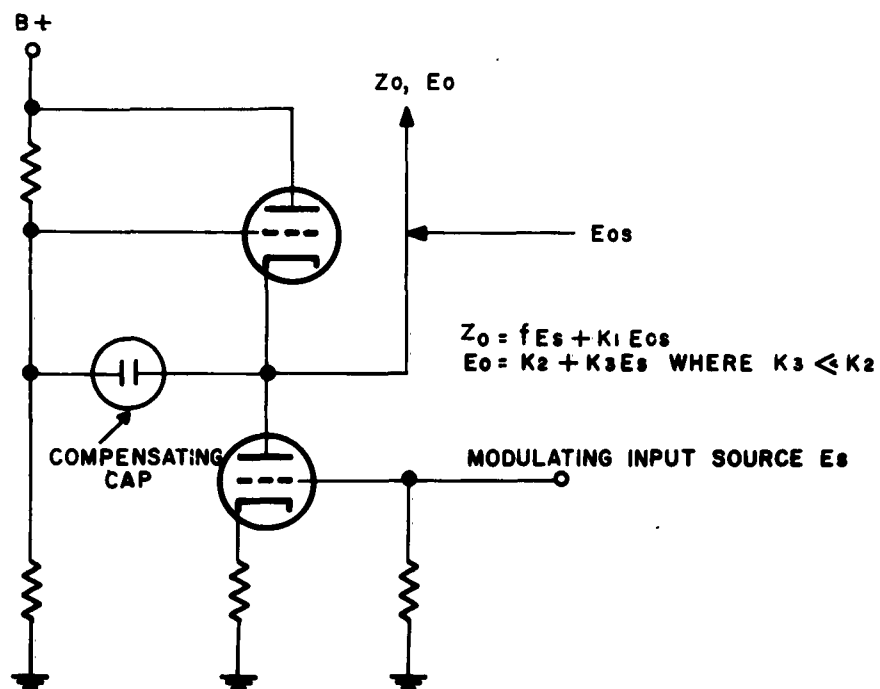 B+
Zo, Eo
Eos
Zo = fEs + K1 Eos
Eo = K2 + K3Es WHERE K3 << K2
COMPENSATING
CAP
MODULATING INPUT SOURCE Es